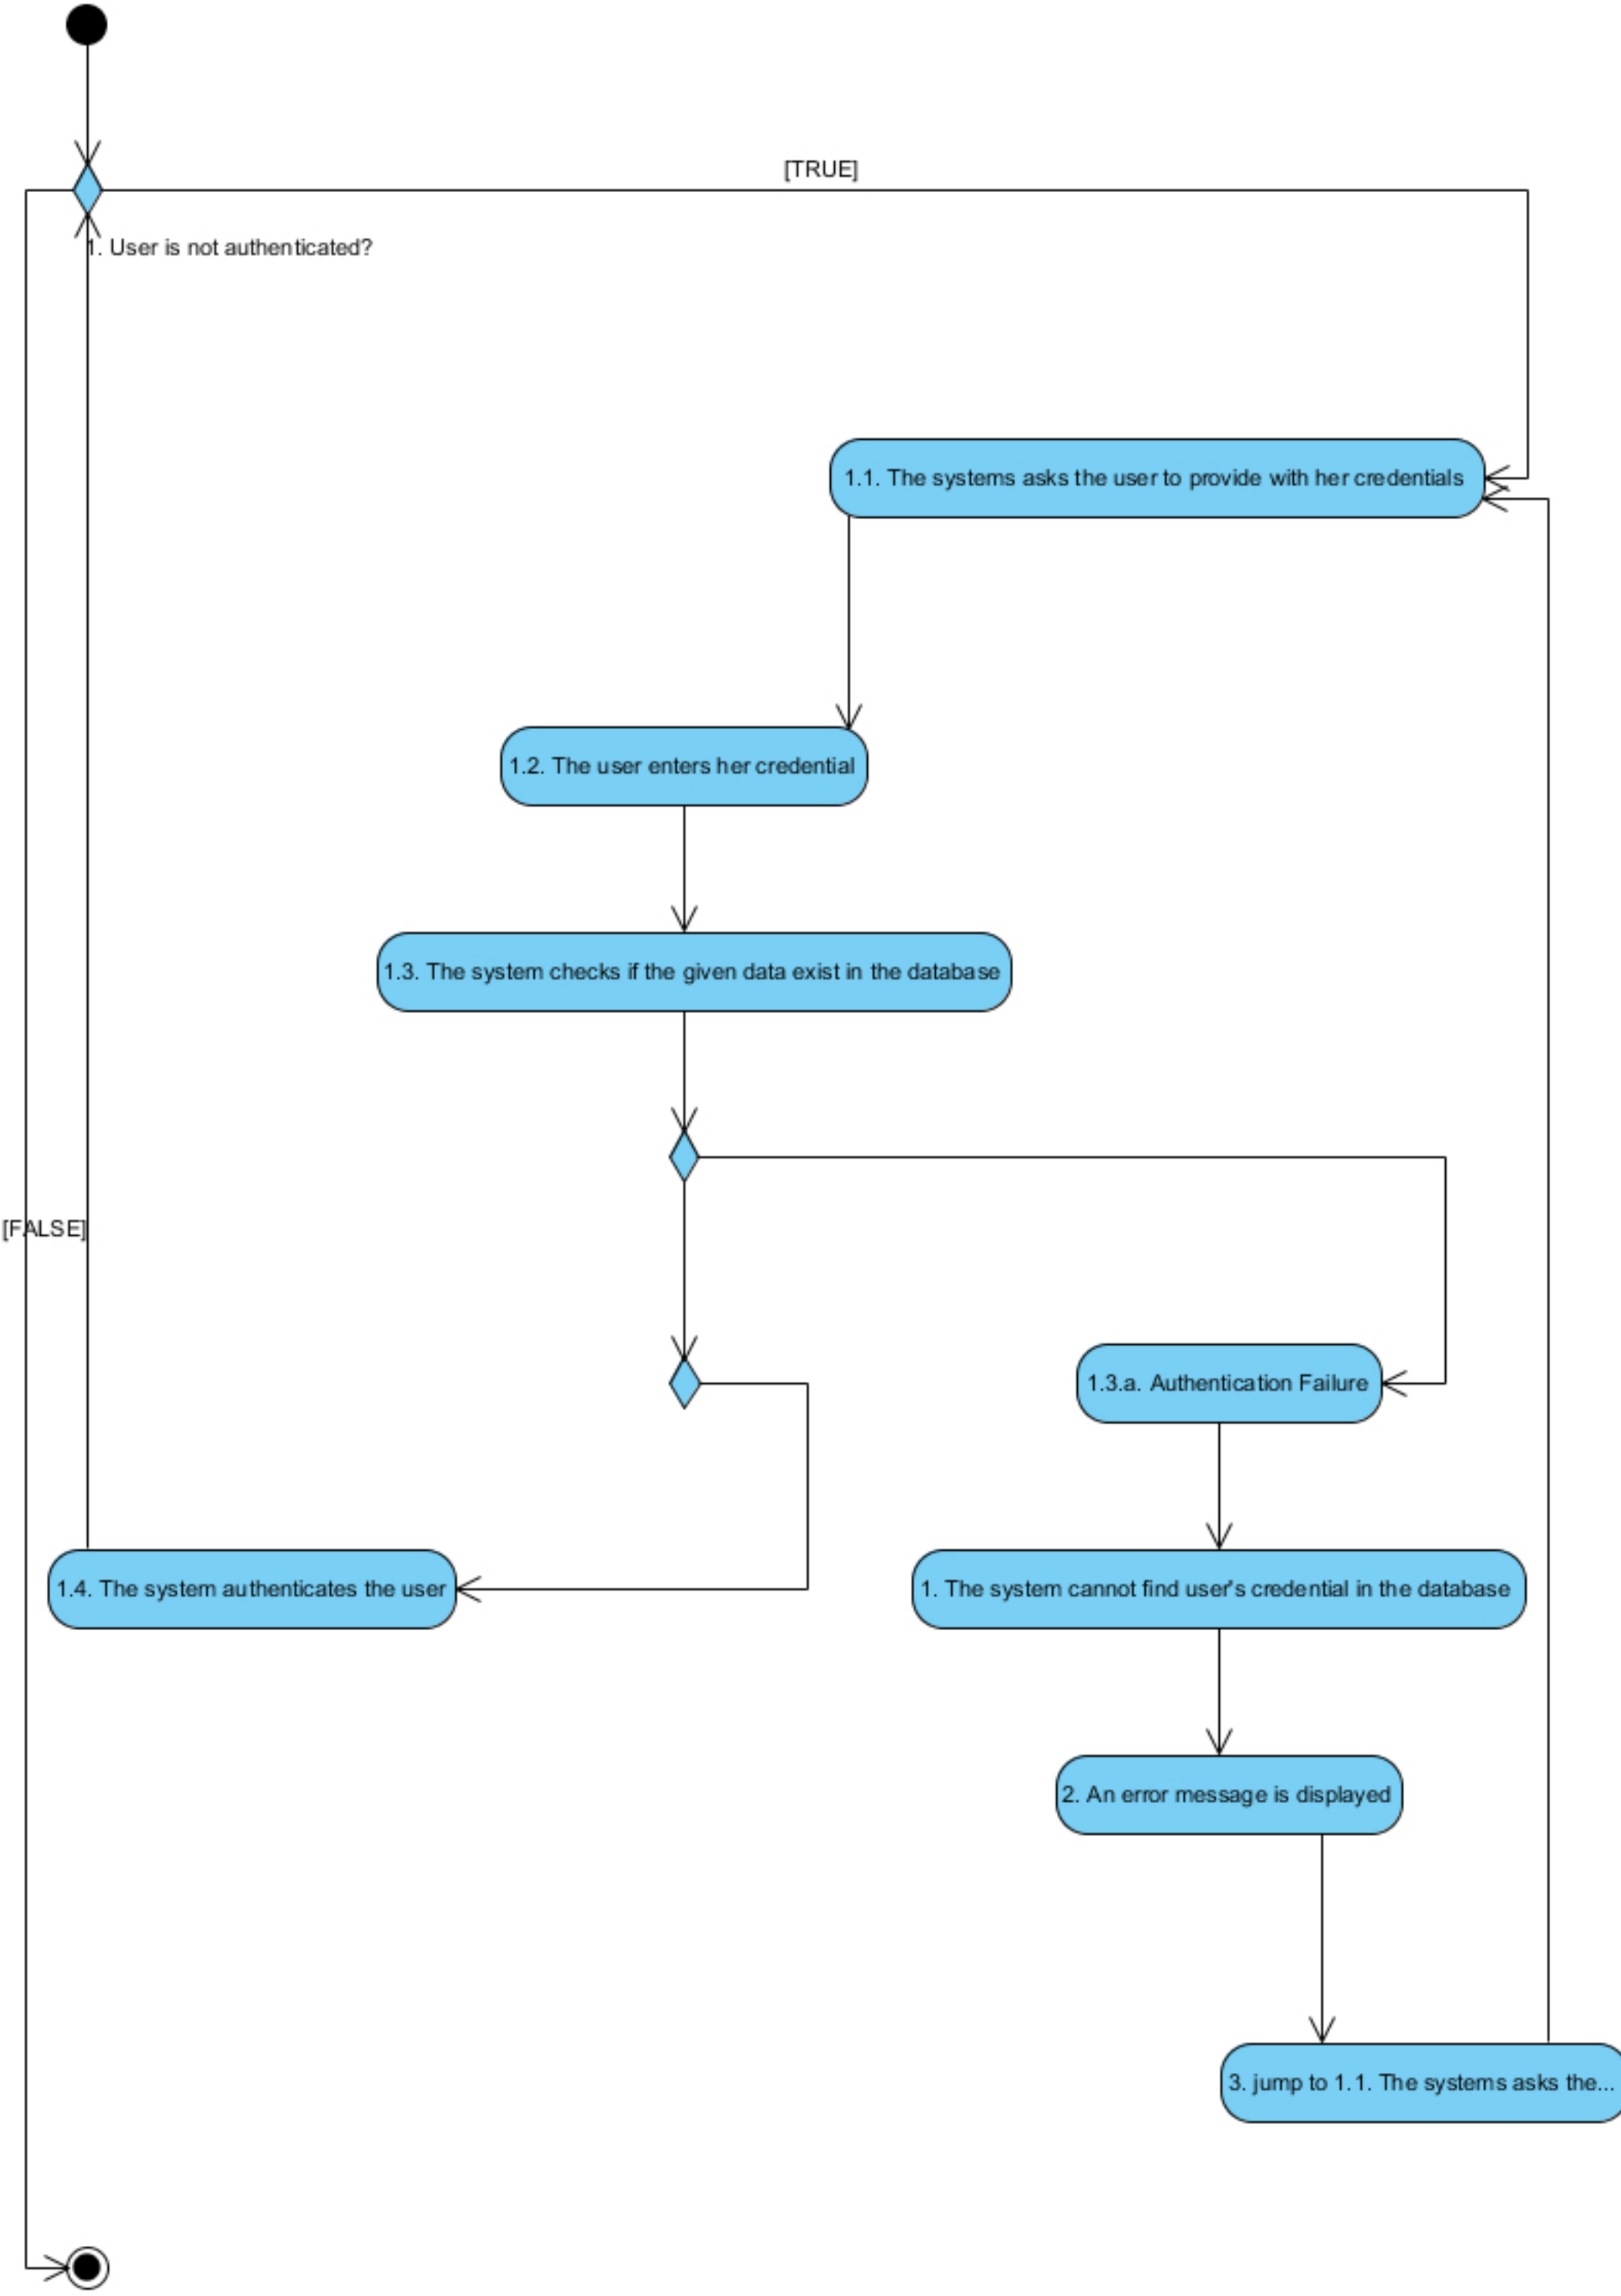 [TRUE]
1. User is not authenticated?
1.1. The systems asks the user to provide with her credentials
1.2. The user enters her credential
1.3. The system checks if the given data exist in the database
[FALSE]
1.3.a. Authentication Failure
1.4. The system authenticates the user
1. The system cannot find user's credential in the database
2. An error message is displayed
3. jump to 1.1. The systems asks the...